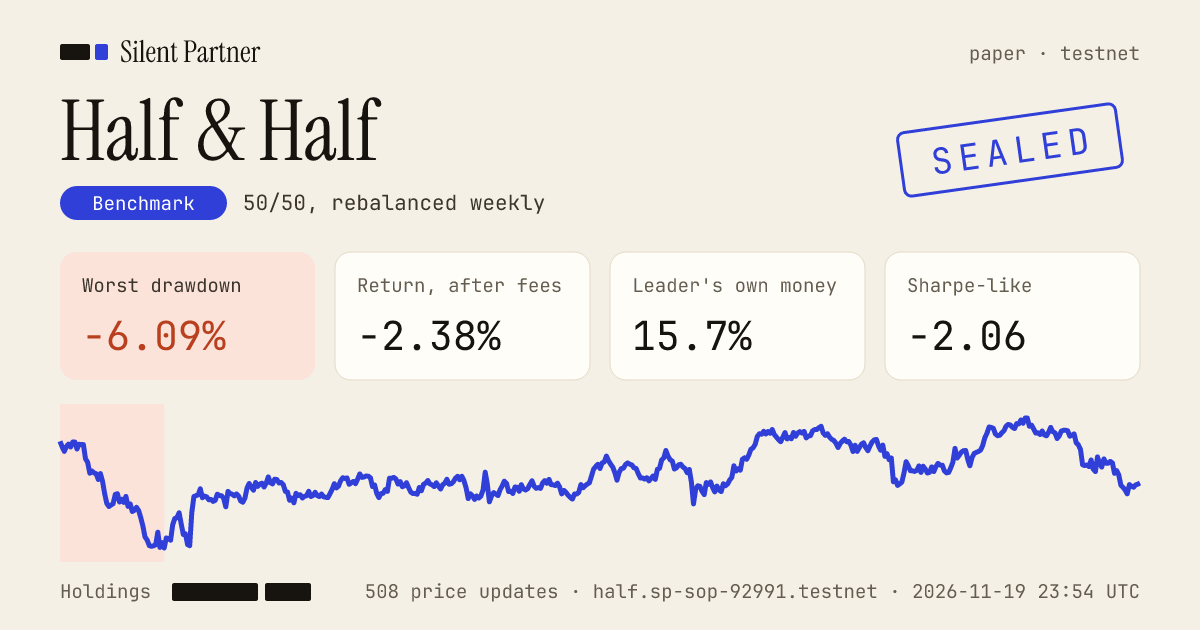 Silent Partner
paper · testnet
Half & Half
SEALED
Benchmark 50/50, rebalanced weekly
Worst drawdown
-6.09%
Return, after fees
-2.38%
Leader's own money
15.7%
Sharpe-like
-2.06
Holdings
508 price updates · half.sp-sop-92991.testnet · 2026-11-19 23:54 UTC